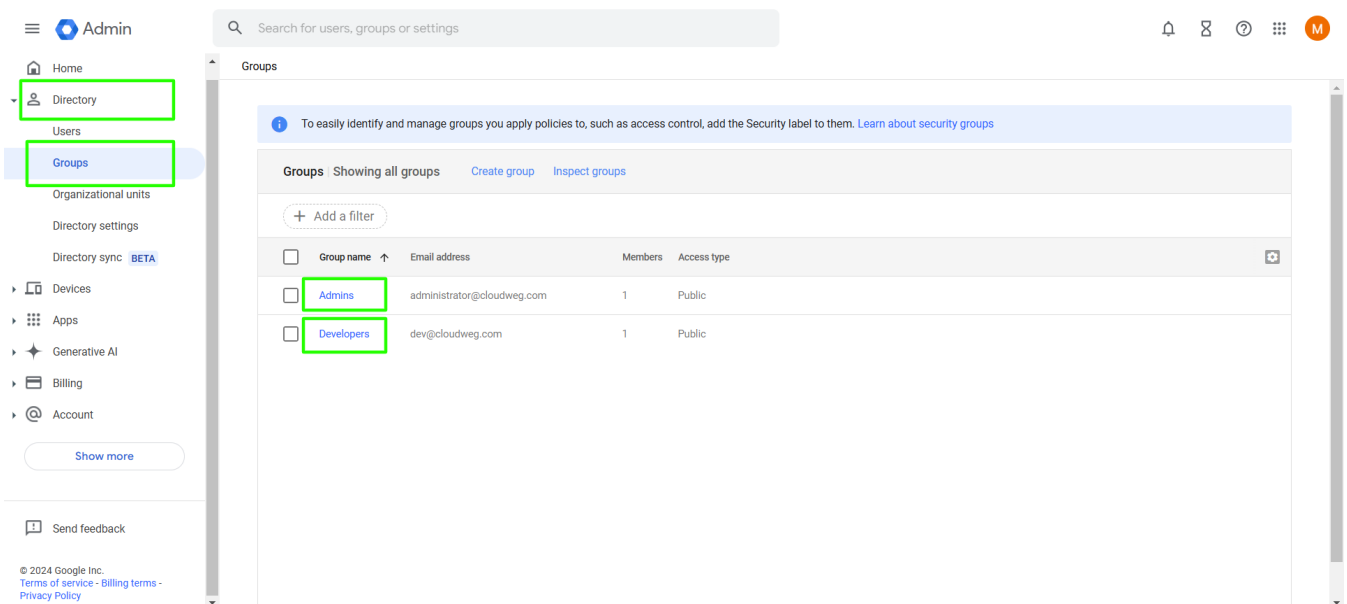 Admin
Search for users, groups or settings
M
Home
Directory
Users
Groups
Organizational units
Directory settings
Directory sync BETA
Devices
Apps
Generative AI
Billing
Account
Show more
Send feedback
© 2024 Google Inc.
Terms of service - Billing terms -
Privacy Policy
Groups
To easily identify and manage groups you apply policies to, such as access control, add the Security label to them. Learn about security groups
Groups | Showing all groups Create group Inspect groups
+ Add a filter
Group name ↑ Email address Members Access type
Admins administrator@cloudweg.com 1 Public
Developers dev@cloudweg.com 1 Public